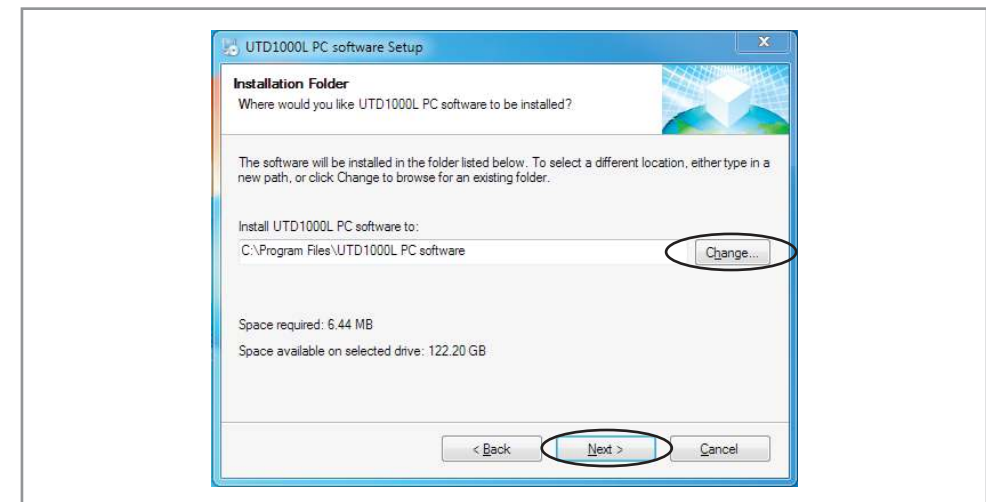 UTD1000L PC software Setup
X
Installation Folder
Where would you like UTD1000L PC software to be installed?
The software will be installed in the folder listed below. To select a different location, either type in a
new path, or click Change to browse for an existing folder.
Install UTD1000L PC software to:
C:\Program Files\UTD1000L PC software
Change...
Space required: 6.44 MB
Space available on selected drive: 122.20 GB
< Back
Next >
Cancel